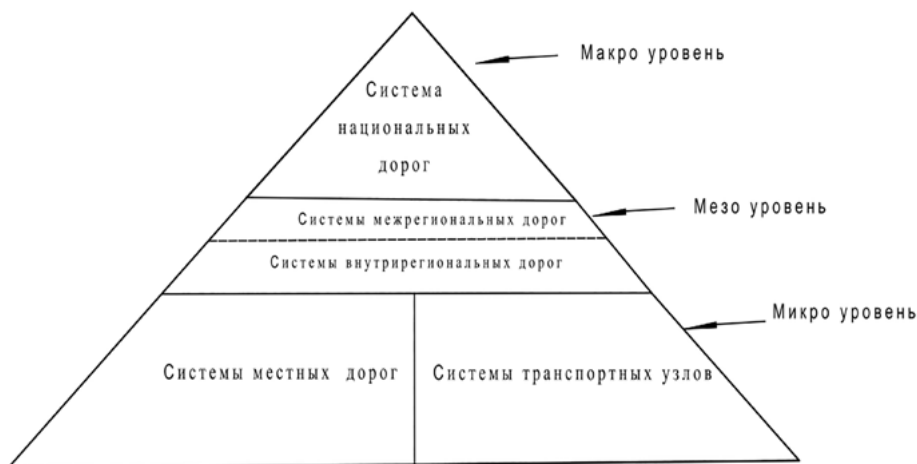 Макро уровень
Система
национальных
дорог
Системы межрегиональных дорог
Мезо уровень
Системы внутрирегиональных дорог
Микро уровень
Системы местных дорог
Системы транспортных узлов